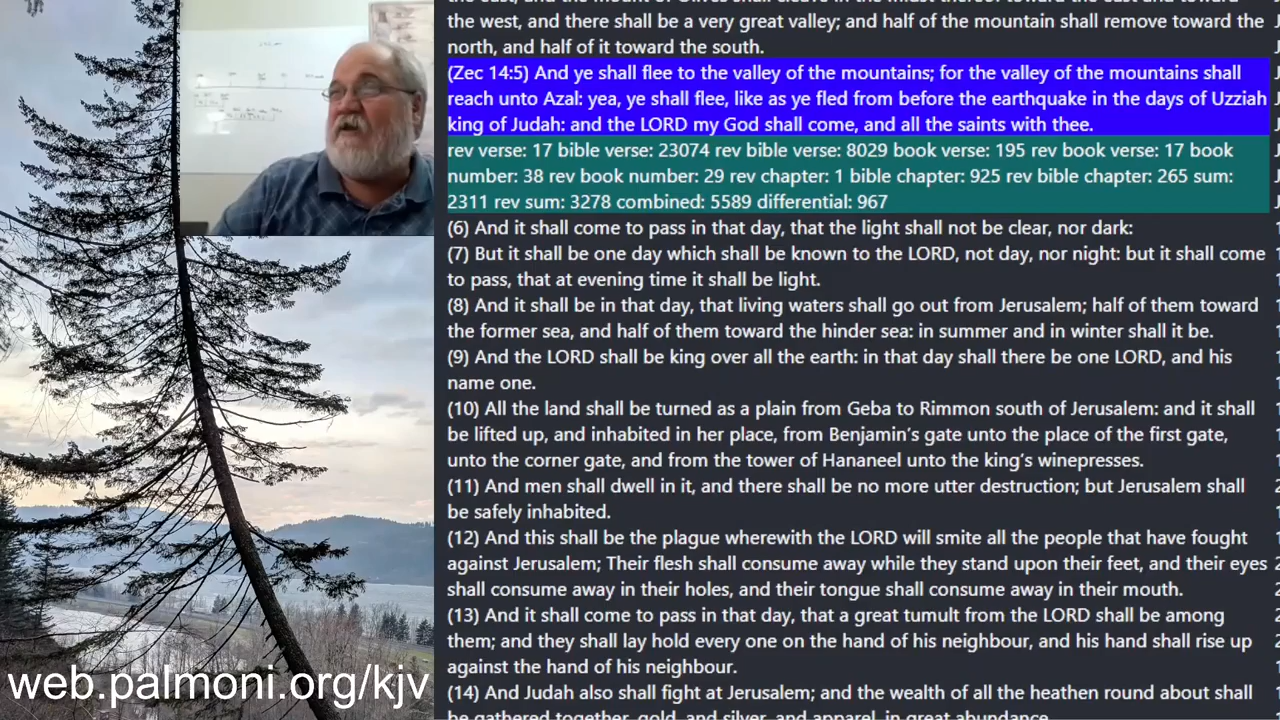 the west, and there shall be a very great valley; and half of the mountain shall remove toward the
north, and half of it toward the south.
(Zec 14:5) And ye shall flee to the valley of the mountains; for the valley of the mountains shall
reach unto Azal: yea, ye shall flee, like as ye fled from before the earthquake in the days of Uzziah
king of Judah: and the LORD my God shall come, and all the saints with thee.
rev verse: 17 bible verse: 23074 rev bible verse: 8029 book verse: 195 rev book verse: 17 book
number: 38 rev book number: 29 rev chapter: 1 bible chapter: 925 rev bible chapter: 265 sum:
2311 rev sum: 3278 combined: 5589 differential: 967
(6) And it shall come to pass in that day, that the light shall not be clear, nor dark:
(7) But it shall be one day which shall be known to the LORD, not day, nor night: but it shall come
to pass, that at evening time it shall be light.
(8) And it shall be in that day, that living waters shall go out from Jerusalem; half of them toward
the former sea, and half of them toward the hinder sea: in summer and in winter shall it be.
(9) And the LORD shall be king over all the earth: in that day shall there be one LORD, and his
name one.
(10) All the land shall be turned as a plain from Geba to Rimmon south of Jerusalem: and it shall
be lifted up, and inhabited in her place, from Benjamin’s gate unto the place of the first gate,
unto the corner gate, and from the tower of Hananeel unto the king’s winepresses.
(11) And men shall dwell in it, and there shall be no more utter destruction; but Jerusalem shall
be safely inhabited.
(12) And this shall be the plague wherewith the LORD will smite all the people that have fought
against Jerusalem; Their flesh shall consume away while they stand upon their feet, and their eyes
shall consume away in their holes, and their tongue shall consume away in their mouth.
(13) And it shall come to pass in that day, that a great tumult from the LORD shall be among
them; and they shall lay hold every one on the hand of his neighbour, and his hand shall rise up
against the hand of his neighbour.
(14) And Judah also shall fight at Jerusalem; and the wealth of all the heathen round about shall
be gathered together, gold, and silver, and apparel, in great abundance.
web.palmoni.org/kjv